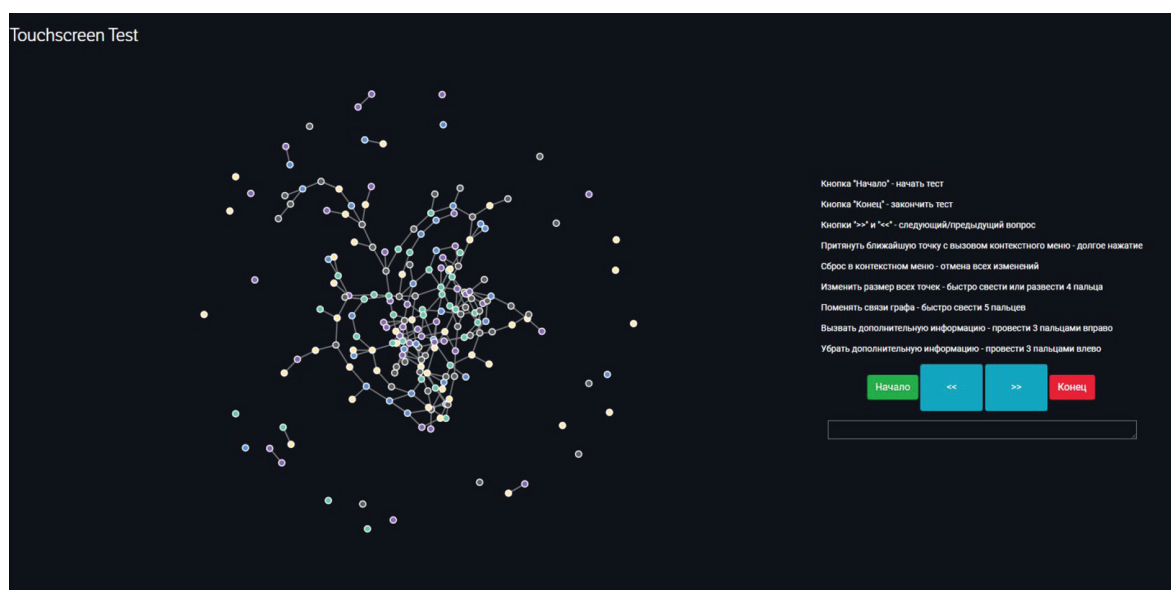 Touchscreen Test
Кнопка "Начало" - начать тест
Кнопка "Конец" - закончить тест
Кнопки ">>" и "<<" - следующий/предыдущий вопрос
Притянуть ближайшую точку с вызовом контекстного меню - долгое нажатие
Сброс в контекстном меню - отмена всех изменений
Изменить размер всех точек - быстро свести или развести 4 пальца
Поменять связи графа - быстро свести 5 пальцев
Вызвать дополнительную информацию - провести 3 пальцами вправо
Убрать дополнительную информацию - провести 3 пальцами влево
Начало << >> Конец